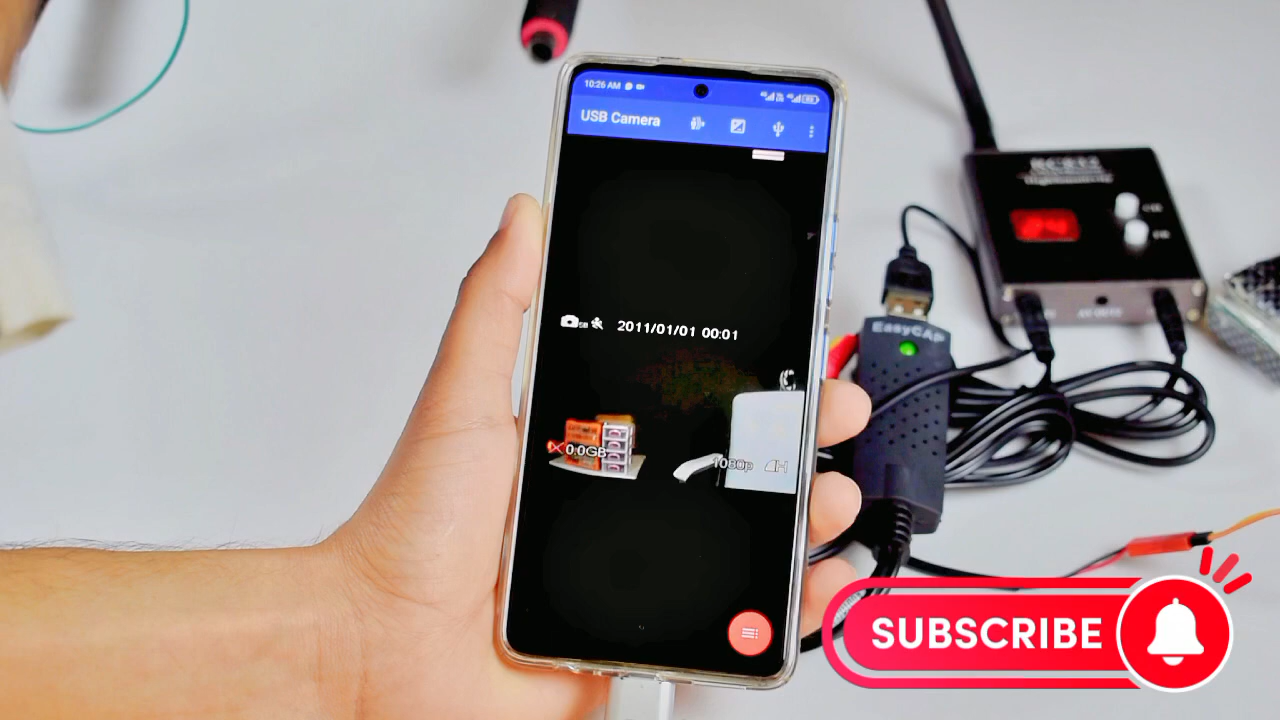 10:26 AM
USB Camera
2011/01/01 00:01
0.0GB
1080p
EasyCAP
SUBSCRIBE